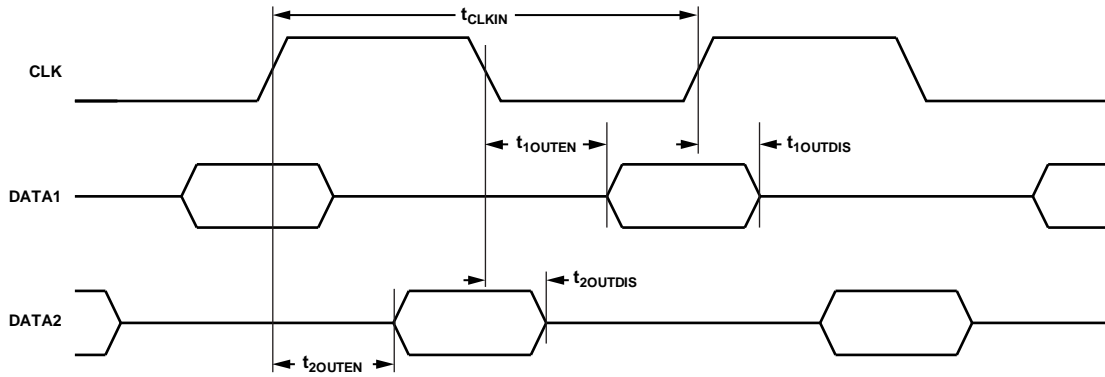 tCLKIN
CLK
t1OUTEN
t1OUTDIS
DATA1
t2OUTDIS
DATA2
t2OUTEN